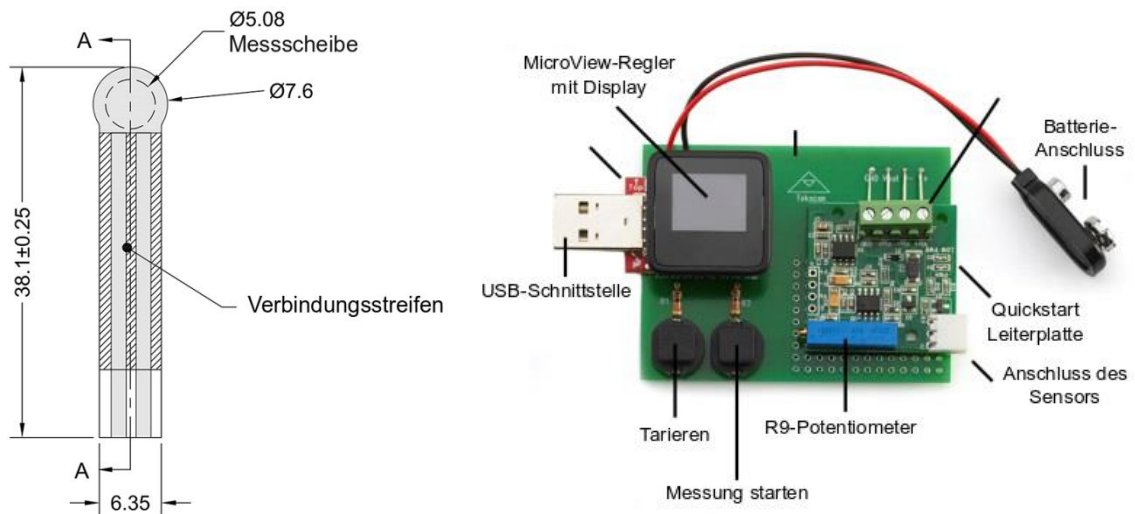 A
Ø5.08
Messscheibe
Ø7.6
38.1±0.25
Verbindungsstreifen
A
6.35
MicroView-Regler
mit Display
Batterie-
Anschluss
Tekscan
USB-Schnittstelle
Quickstart
Leiterplatte
Anschluss des
Sensors
Tarieren
R9-Potentiometer
Messung starten